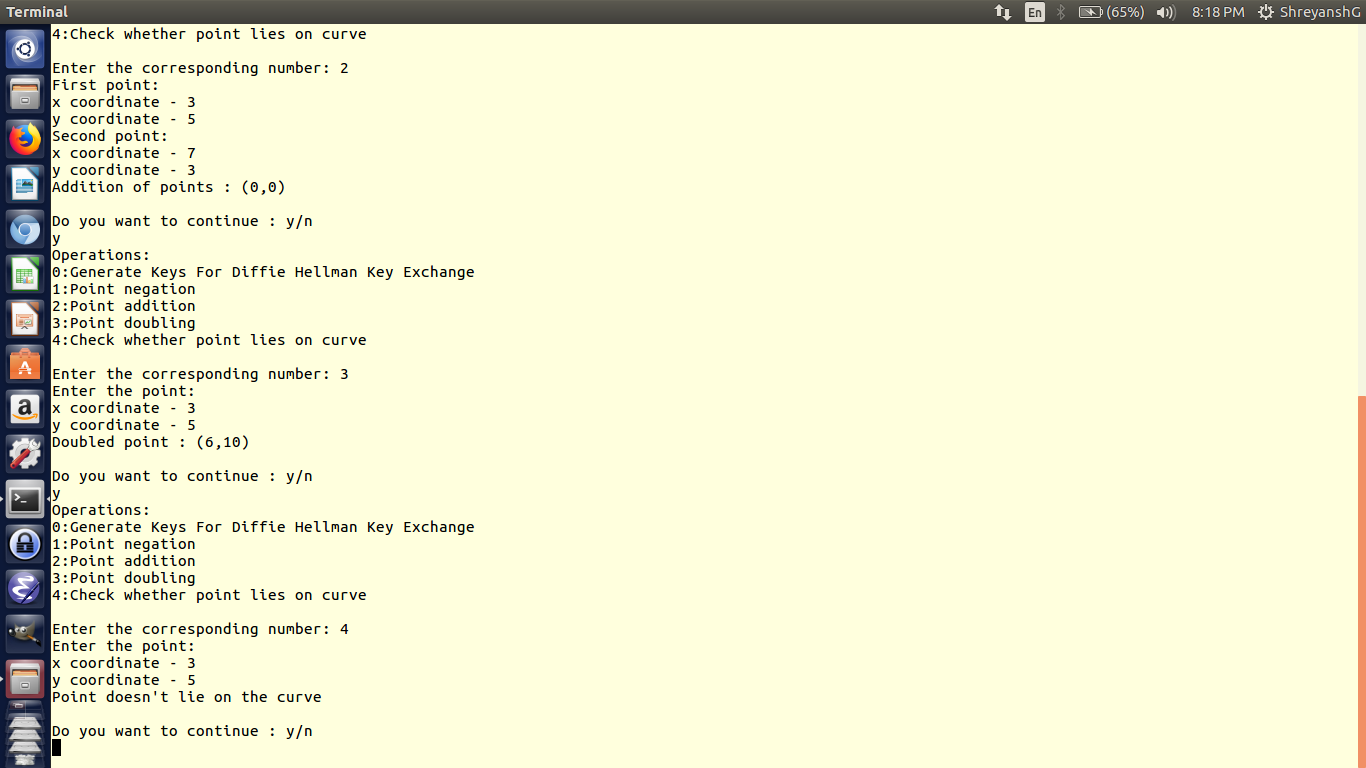 Terminal En (65%) 8:18 PM ShreyanshG
4:Check whether point lies on curve
Enter the corresponding number: 2
First point:
x coordinate - 3
y coordinate - 5
Second point:
x coordinate - 7
y coordinate - 3
Addition of points : (0,0)
Do you want to continue : y/n
y
Operations:
0:Generate Keys For Diffie Hellman Key Exchange
1:Point negation
2:Point addition
3:Point doubling
4:Check whether point lies on curve
Enter the corresponding number: 3
Enter the point:
x coordinate - 3
y coordinate - 5
Doubled point : (6,10)
Do you want to continue : y/n
y
Operations:
0:Generate Keys For Diffie Hellman Key Exchange
1:Point negation
2:Point addition
3:Point doubling
4:Check whether point lies on curve
Enter the corresponding number: 4
Enter the point:
x coordinate - 3
y coordinate - 5
Point doesn't lie on the curve
Do you want to continue : y/n